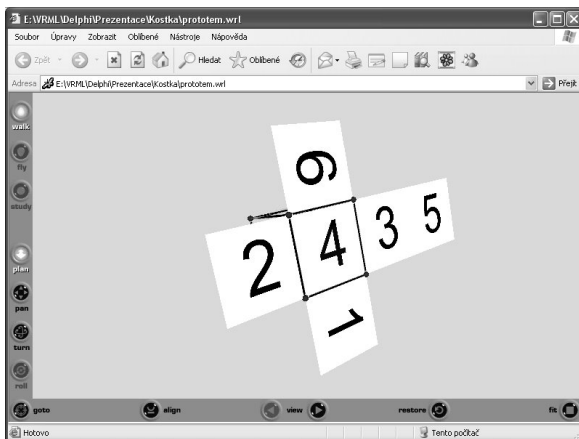 E:\VRML\Delphi\Prezentace\Kostka\prototem.wrl
Soubor Úpravy Zobrazit Oblíbené Nástroje Nápověda
Zpět Hledat Oblíbené
Adresa E:\VRML\Delphi\Prezentace\Kostka\prototem.wrl Přejít
walk
fly
study
plan
pan
turn
roll
6
2 4 3 5
1
goto align view restore fit
Hotovo Tento počítač